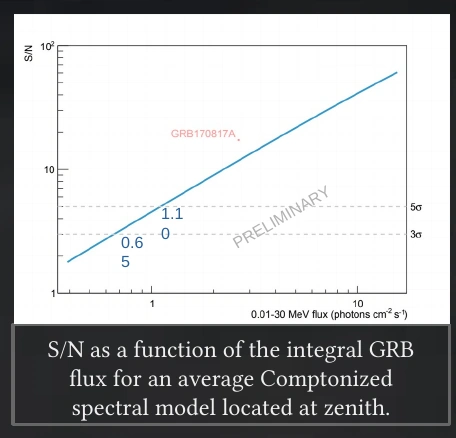 S/N
10²
GRB170817A
10
5σ
1.1
0
0.6
5
3σ
PRELIMINARY
1
1
10
0.01-30 MeV flux (photons cm⁻² s⁻¹)
S/N as a function of the integral GRB
flux for an average Comptonized
spectral model located at zenith.